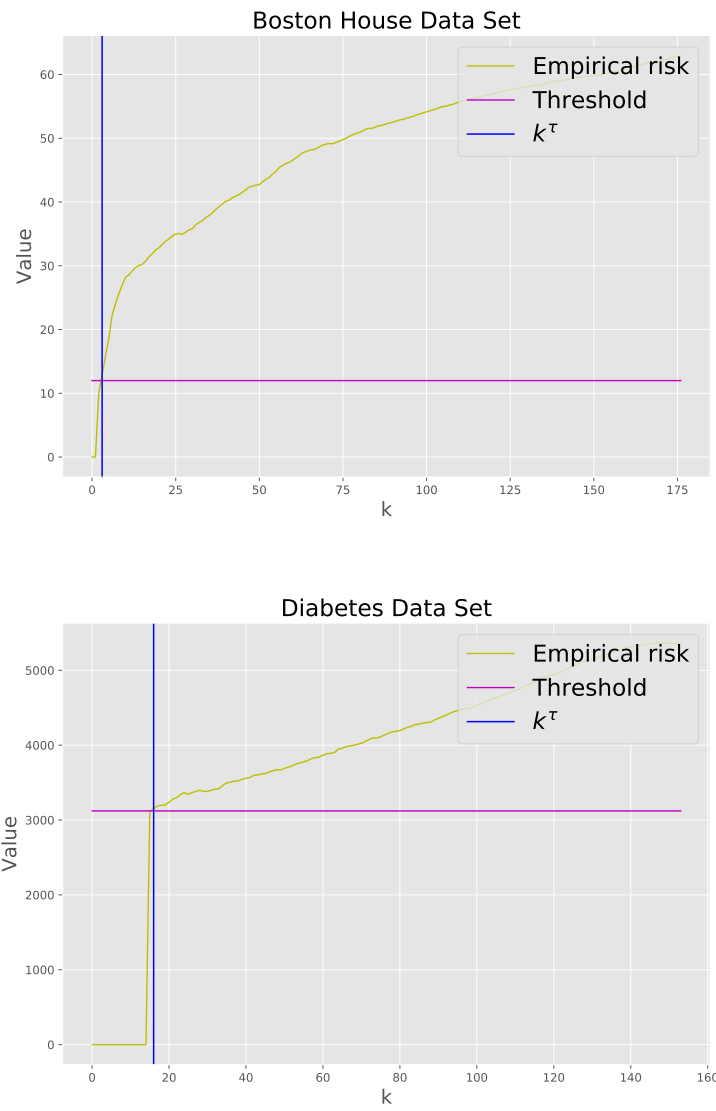 Boston House Data Set
Empirical risk
Threshold
k^τ
60
50
40
30
20
10
0
Value
0 25 50 75 100 125 150 175
k
Diabetes Data Set
Empirical risk
Threshold
k^τ
5000
4000
3000
2000
1000
0
Value
0 20 40 60 80 100 120 140 160
k